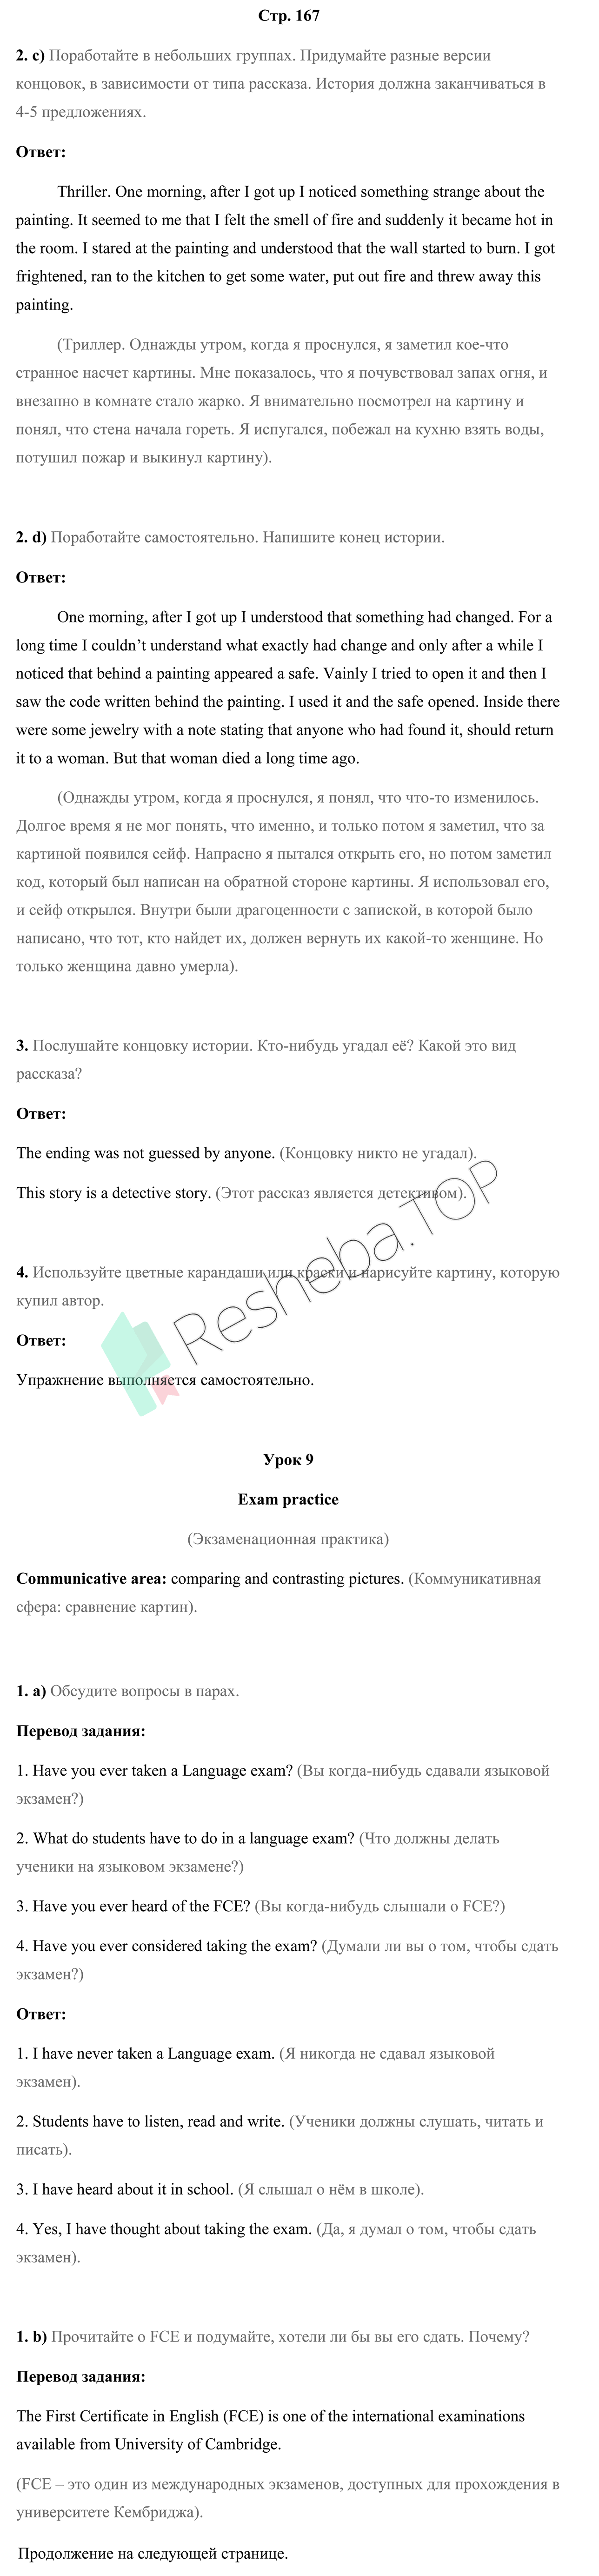 Стр. 167
2. c) Поработайте в небольших группах. Придумайте разные версии
концовок, в зависимости от типа рассказа. История должна заканчиваться в
4-5 предложениях.
Ответ:
Thriller. One morning, after I got up I noticed something strange about the
painting. It seemed to me that I felt the smell of fire and suddenly it became hot in
the room. I stared at the painting and understood that the wall started to burn. I got
frightened, ran to the kitchen to get some water, put out fire and threw away this
painting.
(Триллер. Однажды утром, когда я проснулся, я заметил кое-что
странное насчет картины. Мне показалось, что я почувствовал запах огня, и
внезапно в комнате стало жарко. Я внимательно посмотрел на картину и
понял, что стена начала гореть. Я испугался, побежал на кухню взять воды,
потушил пожар и выкинул картину).
2. d) Поработайте самостоятельно. Напишите конец истории.
Ответ:
One morning, after I got up I understood that something had changed. For a
long time I couldn’t understand what exactly had change and only after a while I
noticed that behind a painting appeared a safe. Vainly I tried to open it and then I
saw the code written behind the painting. I used it and the safe opened. Inside there
were some jewelry with a note stating that anyone who had found it, should return
it to a woman. But that woman died a long time ago.
(Однажды утром, когда я проснулся, я понял, что что-то изменилось.
Долгое время я не мог понять, что именно, и только потом я заметил, что за
картиной появился сейф. Напрасно я пытался открыть его, но потом заметил
код, который был написан на обратной стороне картины. Я использовал его,
и сейф открылся. Внутри были драгоценности с запиской, в которой было
написано, что тот, кто найдет их, должен вернуть их какой-то женщине. Но
только женщина давно умерла).
3. Послушайте концовку истории. Кто-нибудь угадал её? Какой это вид
рассказа?
Ответ:
The ending was not guessed by anyone. (Концовку никто не угадал).
This story is a detective story. (Этот рассказ является детективом).
4. Используйте цветные карандаши или краски и нарисуйте картину, которую
купил автор.
Ответ:
Упражнение выполняется самостоятельно.
Resheba.TOP
Урок 9
Exam practice
(Экзаменационная практика)
Communicative area: comparing and contrasting pictures. (Коммуникативная
сфера: сравнение картин).
1. a) Обсудите вопросы в парах.
Перевод задания:
1. Have you ever taken a Language exam? (Вы когда-нибудь сдавали языковой
экзамен?)
2. What do students have to do in a language exam? (Что должны делать
ученики на языковом экзамене?)
3. Have you ever heard of the FCE? (Вы когда-нибудь слышали о FCE?)
4. Have you ever considered taking the exam? (Думали ли вы о том, чтобы сдать
экзамен?)
Ответ:
1. I have never taken a Language exam. (Я никогда не сдавал языковой
экзамен).
2. Students have to listen, read and write. (Ученики должны слушать, читать и
писать).
3. I have heard about it in school. (Я слышал о нём в школе).
4. Yes, I have thought about taking the exam. (Да, я думал о том, чтобы сдать
экзамен).
1. b) Прочитайте о FCE и подумайте, хотели ли бы вы его сдать. Почему?
Перевод задания:
The First Certificate in English (FCE) is one of the international examinations
available from University of Cambridge.
(FCE – это один из международных экзаменов, доступных для прохождения в
университете Кембриджа).
Продолжение на следующей странице.